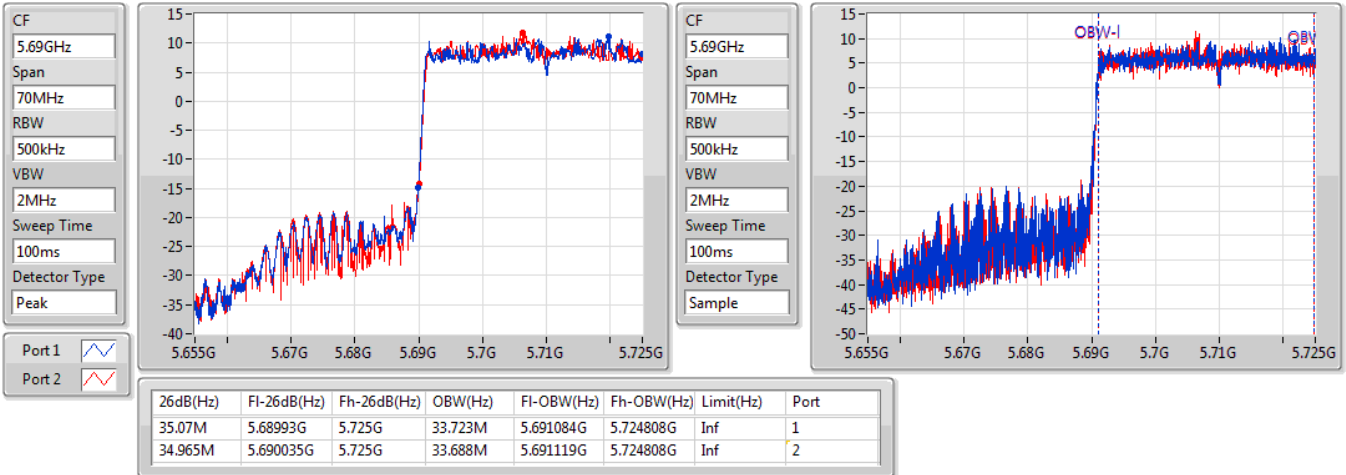 CF
5.69GHz
Span
70MHz
RBW
500kHz
VBW
2MHz
Sweep Time
100ms
Detector Type
Peak
Port 1
Port 2
15
10
5
0
-5
-10
-15
-20
-25
-30
-35
-40
5.655G 5.67G 5.68G 5.69G 5.7G 5.71G 5.725G
CF
5.69GHz
Span
70MHz
RBW
500kHz
VBW
2MHz
Sweep Time
100ms
Detector Type
Sample
15
10
5
0
-5
-10
-15
-20
-25
-30
-35
-40
-45
-50
OBW-l
OBW
5.655G 5.67G 5.68G 5.69G 5.7G 5.71G 5.725G
26dB(Hz) Fl-26dB(Hz) Fh-26dB(Hz) OBW(Hz) Fl-OBW(Hz) Fh-OBW(Hz) Limit(Hz) Port
35.07M 5.68993G 5.725G 33.723M 5.691084G 5.724808G Inf 1
34.965M 5.690035G 5.725G 33.688M 5.691119G 5.724808G Inf 2